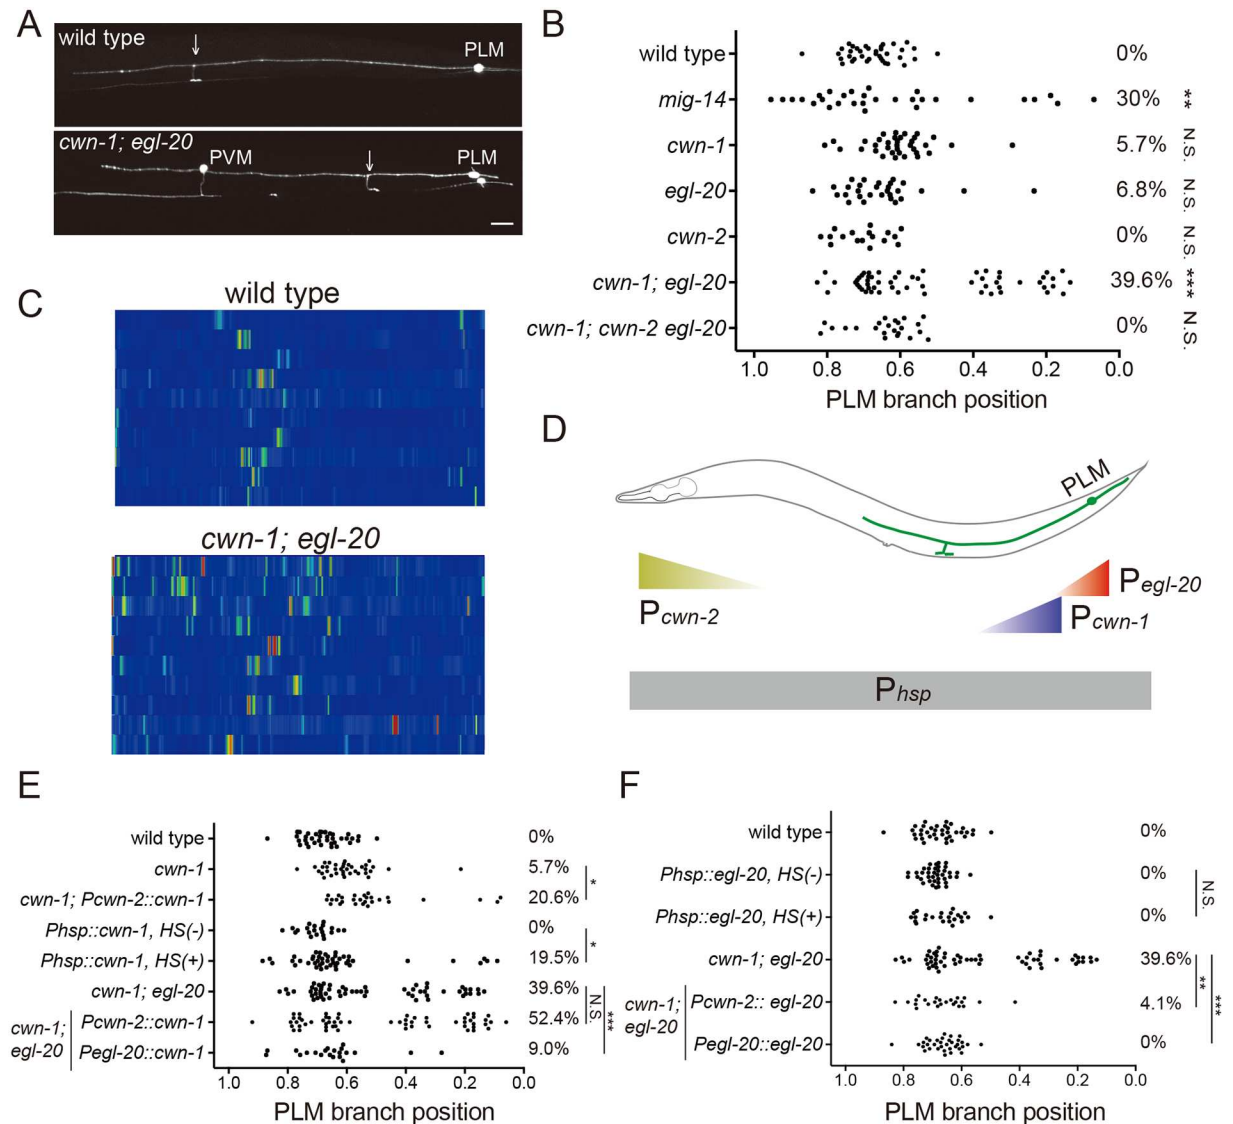 A
wild type
PLM
cwn-1; egl-20
PVM
PLM
B
wild type 0%
mig-14 30% **
cwn-1 5.7% N.S.
egl-20 6.8% N.S.
cwn-2 0% N.S.
cwn-1; egl-20 39.6% ***
cwn-1; cwn-2 egl-20 0% N.S.
1.0 0.8 0.6 0.4 0.2 0.0
PLM branch position
C
wild type
cwn-1; egl-20
D
PLM
Pcwn-2
Pegl-20
Pcwn-1
Phsp
E
wild type 0%
cwn-1 5.7%
*
cwn-1; Pcwn-2::cwn-1 20.6%
Phsp::cwn-1, HS(-) 0%
*
Phsp::cwn-1, HS(+) 19.5%
cwn-1; egl-20 39.6%
N.S.
***
cwn-1; egl-20
Pcwn-2::cwn-1 52.4%
Pegl-20::cwn-1 9.0%
1.0 0.8 0.6 0.4 0.2 0.0
PLM branch position
F
wild type 0%
Phsp::egl-20, HS(-) 0%
N.S.
Phsp::egl-20, HS(+) 0%
cwn-1; egl-20 39.6%
**
***
cwn-1; egl-20
Pcwn-2:: egl-20 4.1%
Pegl-20::egl-20 0%
1.0 0.8 0.6 0.4 0.2 0.0
PLM branch position